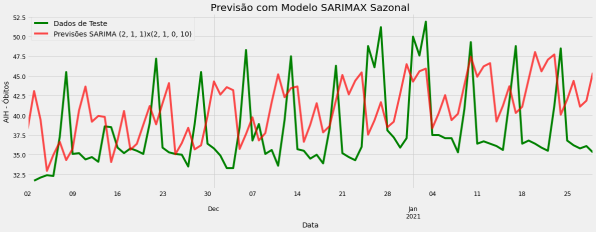 Previsão com Modelo SARIMAX Sazonal
Dados de Teste
Previsões SARIMA (2, 1, 1)x(2, 1, 0, 10)
AIH - Óbitos
52.5
50.0
47.5
45.0
42.5
40.0
37.5
35.0
32.5
02 09 16 23 30 07 14 21 28 04 11 18 25
Dec Jan
2021
Data